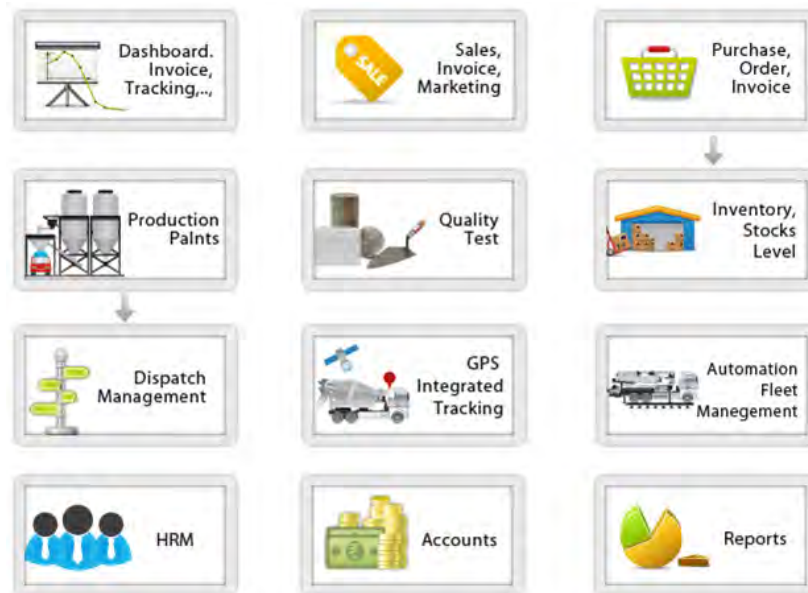 Dashboard.
Invoice,
Tracking,..,
SALE
Sales,
Invoice,
Marketing
Purchase,
Order,
Invoice
Production
Palnts
Quality
Test
Inventory,
Stocks
Level
Dispatch
Management
GPS
Integrated
Tracking
Automation
Fleet
Manegement
HRM
Accounts
Reports